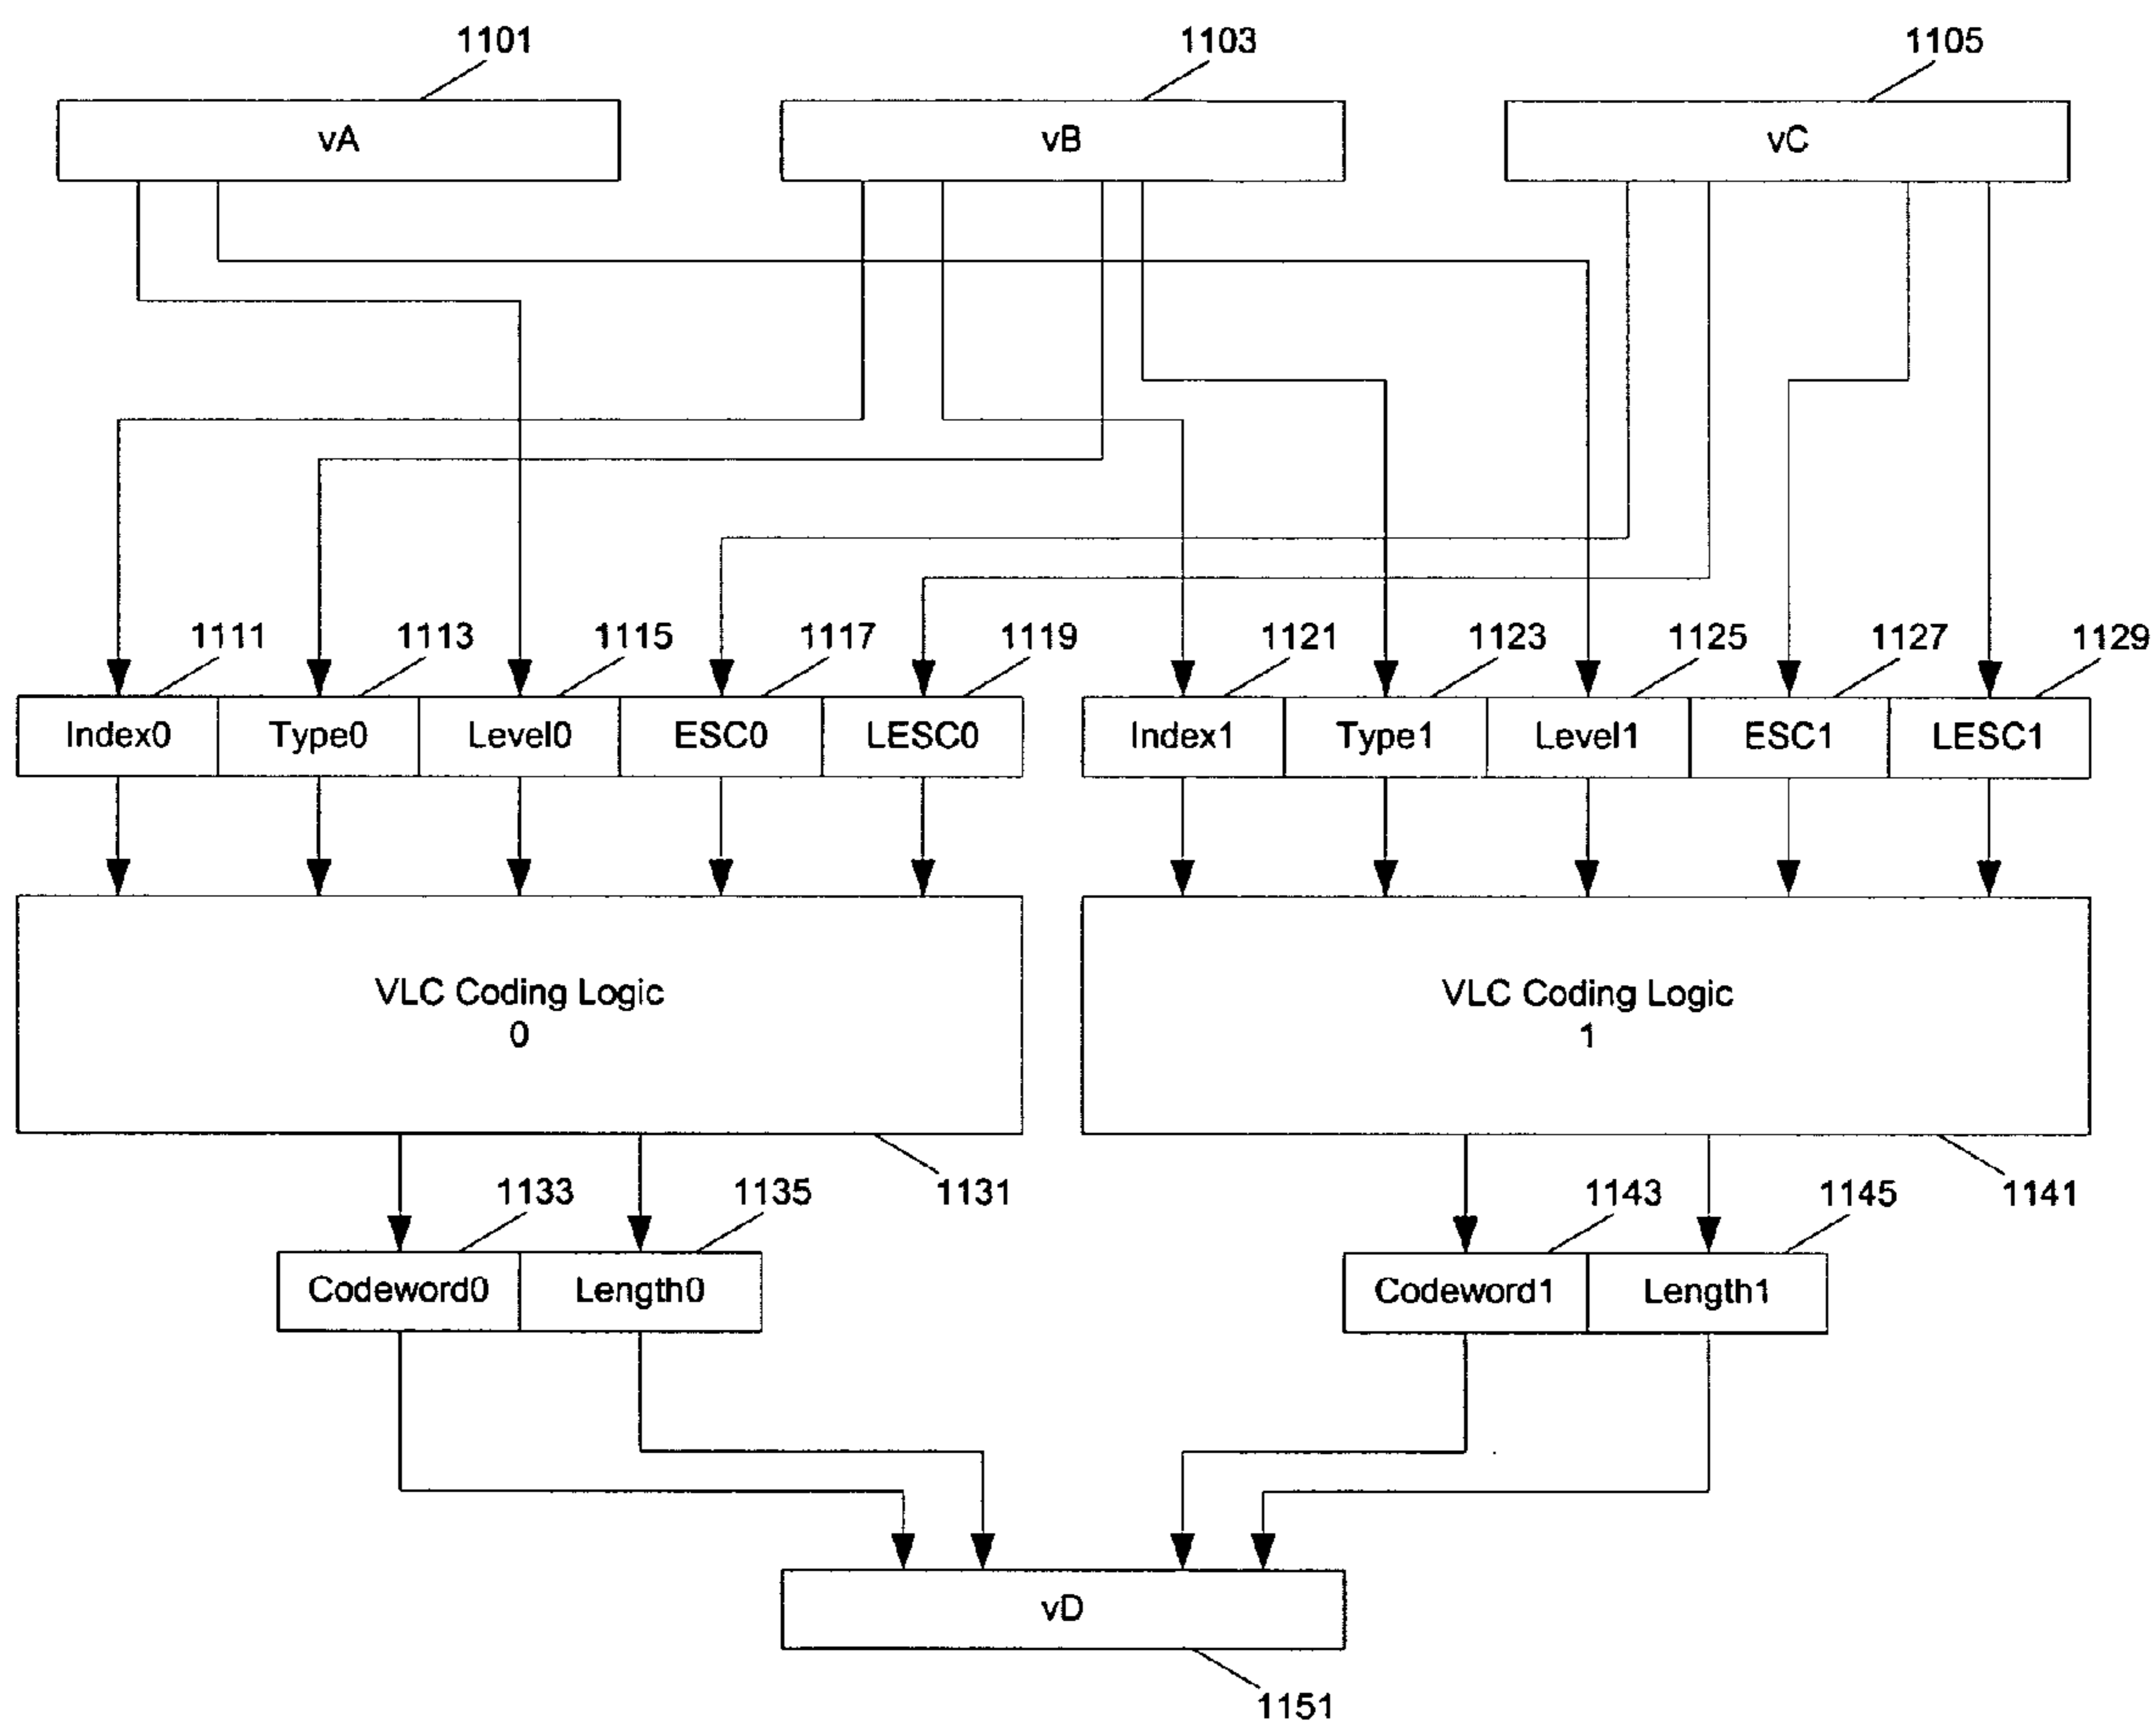 1101
1103
1105
vA
vB
vC
1111
1113
1115
1117
1119
1121
1123
1125
1127
1129
Index0
Type0
Level0
ESC0
LESC0
Index1
Type1
Level1
ESC1
LESC1
VLC Coding Logic
0
VLC Coding Logic
1
1131
1141
1133
1135
1143
1145
Codeword0
Length0
Codeword1
Length1
vD
1151